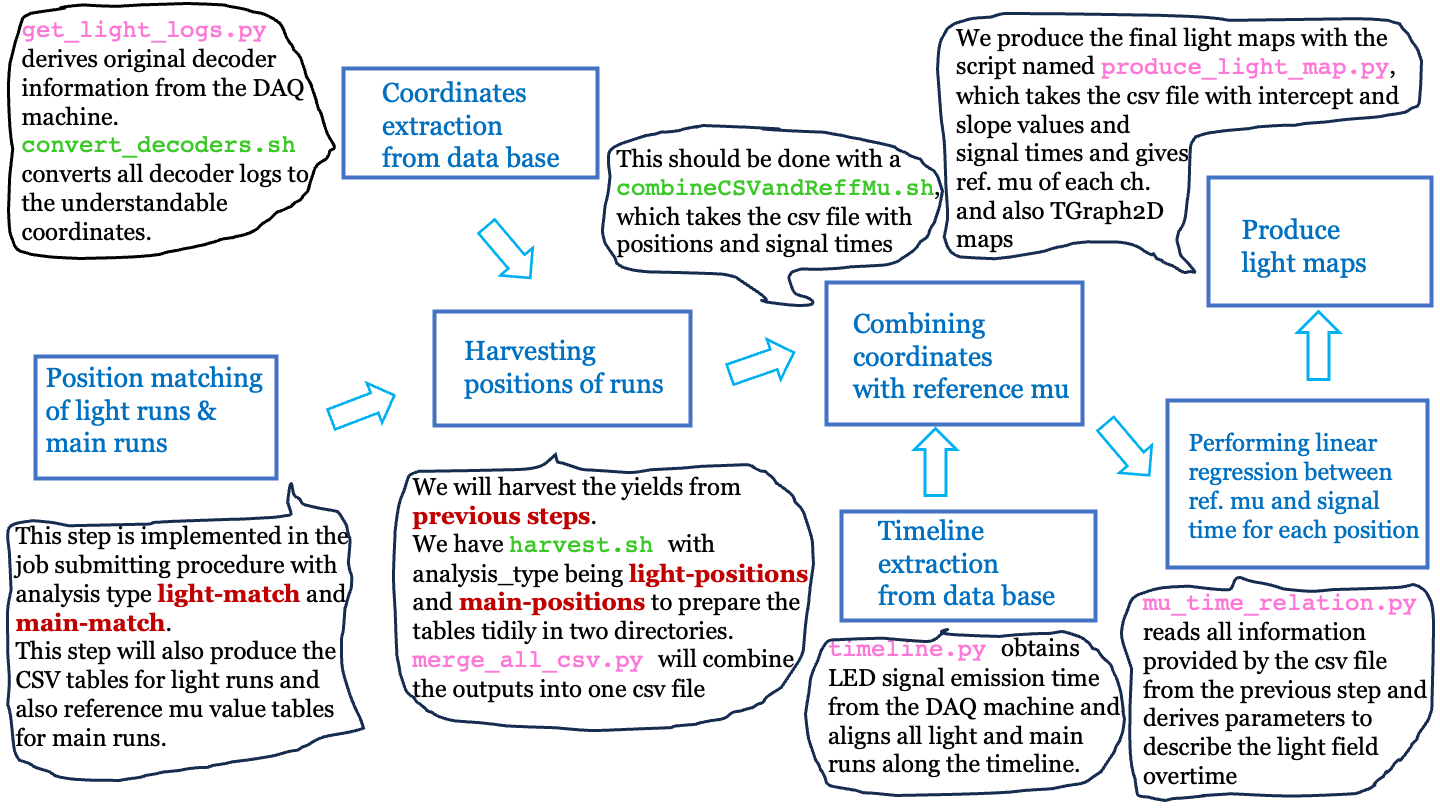 get_light_logs.py
derives original decoder
information from the DAQ
machine.
convert_decoders.sh
converts all decoder logs to
the understandable
coordinates.
Coordinates
extraction
from data base
This should be done with a
combineCSVandReffMu.sh,
which takes the csv file with
positions and signal times
We produce the final light maps with the
script named produce_light_map.py,
which takes the csv file with intercept and
slope values and
signal times and gives
ref. mu of each ch.
and also TGraph2D
maps
Produce
light maps
Position matching
of light runs &
main runs
Harvesting
positions of runs
Combining
coordinates
with reference mu
Performing linear
regression between
ref. mu and signal
time for each position
This step is implemented in the
job submitting procedure with
analysis type light-match and
main-match.
This step will also produce the
CSV tables for light runs and
also reference mu value tables
for main runs.
We will harvest the yields from
previous steps.
We have harvest.sh with
analysis_type being light-positions
and main-positions to prepare the
tables tidily in two directories.
merge_all_csv.py will combine
the outputs into one csv file
Timeline
extraction
from data base
timeline.py obtains
LED signal emission time
from the DAQ machine and
aligns all light and main
runs along the timeline.
mu_time_relation.py
reads all information
provided by the csv file
from the previous step and
derives parameters to
describe the light field
overtime